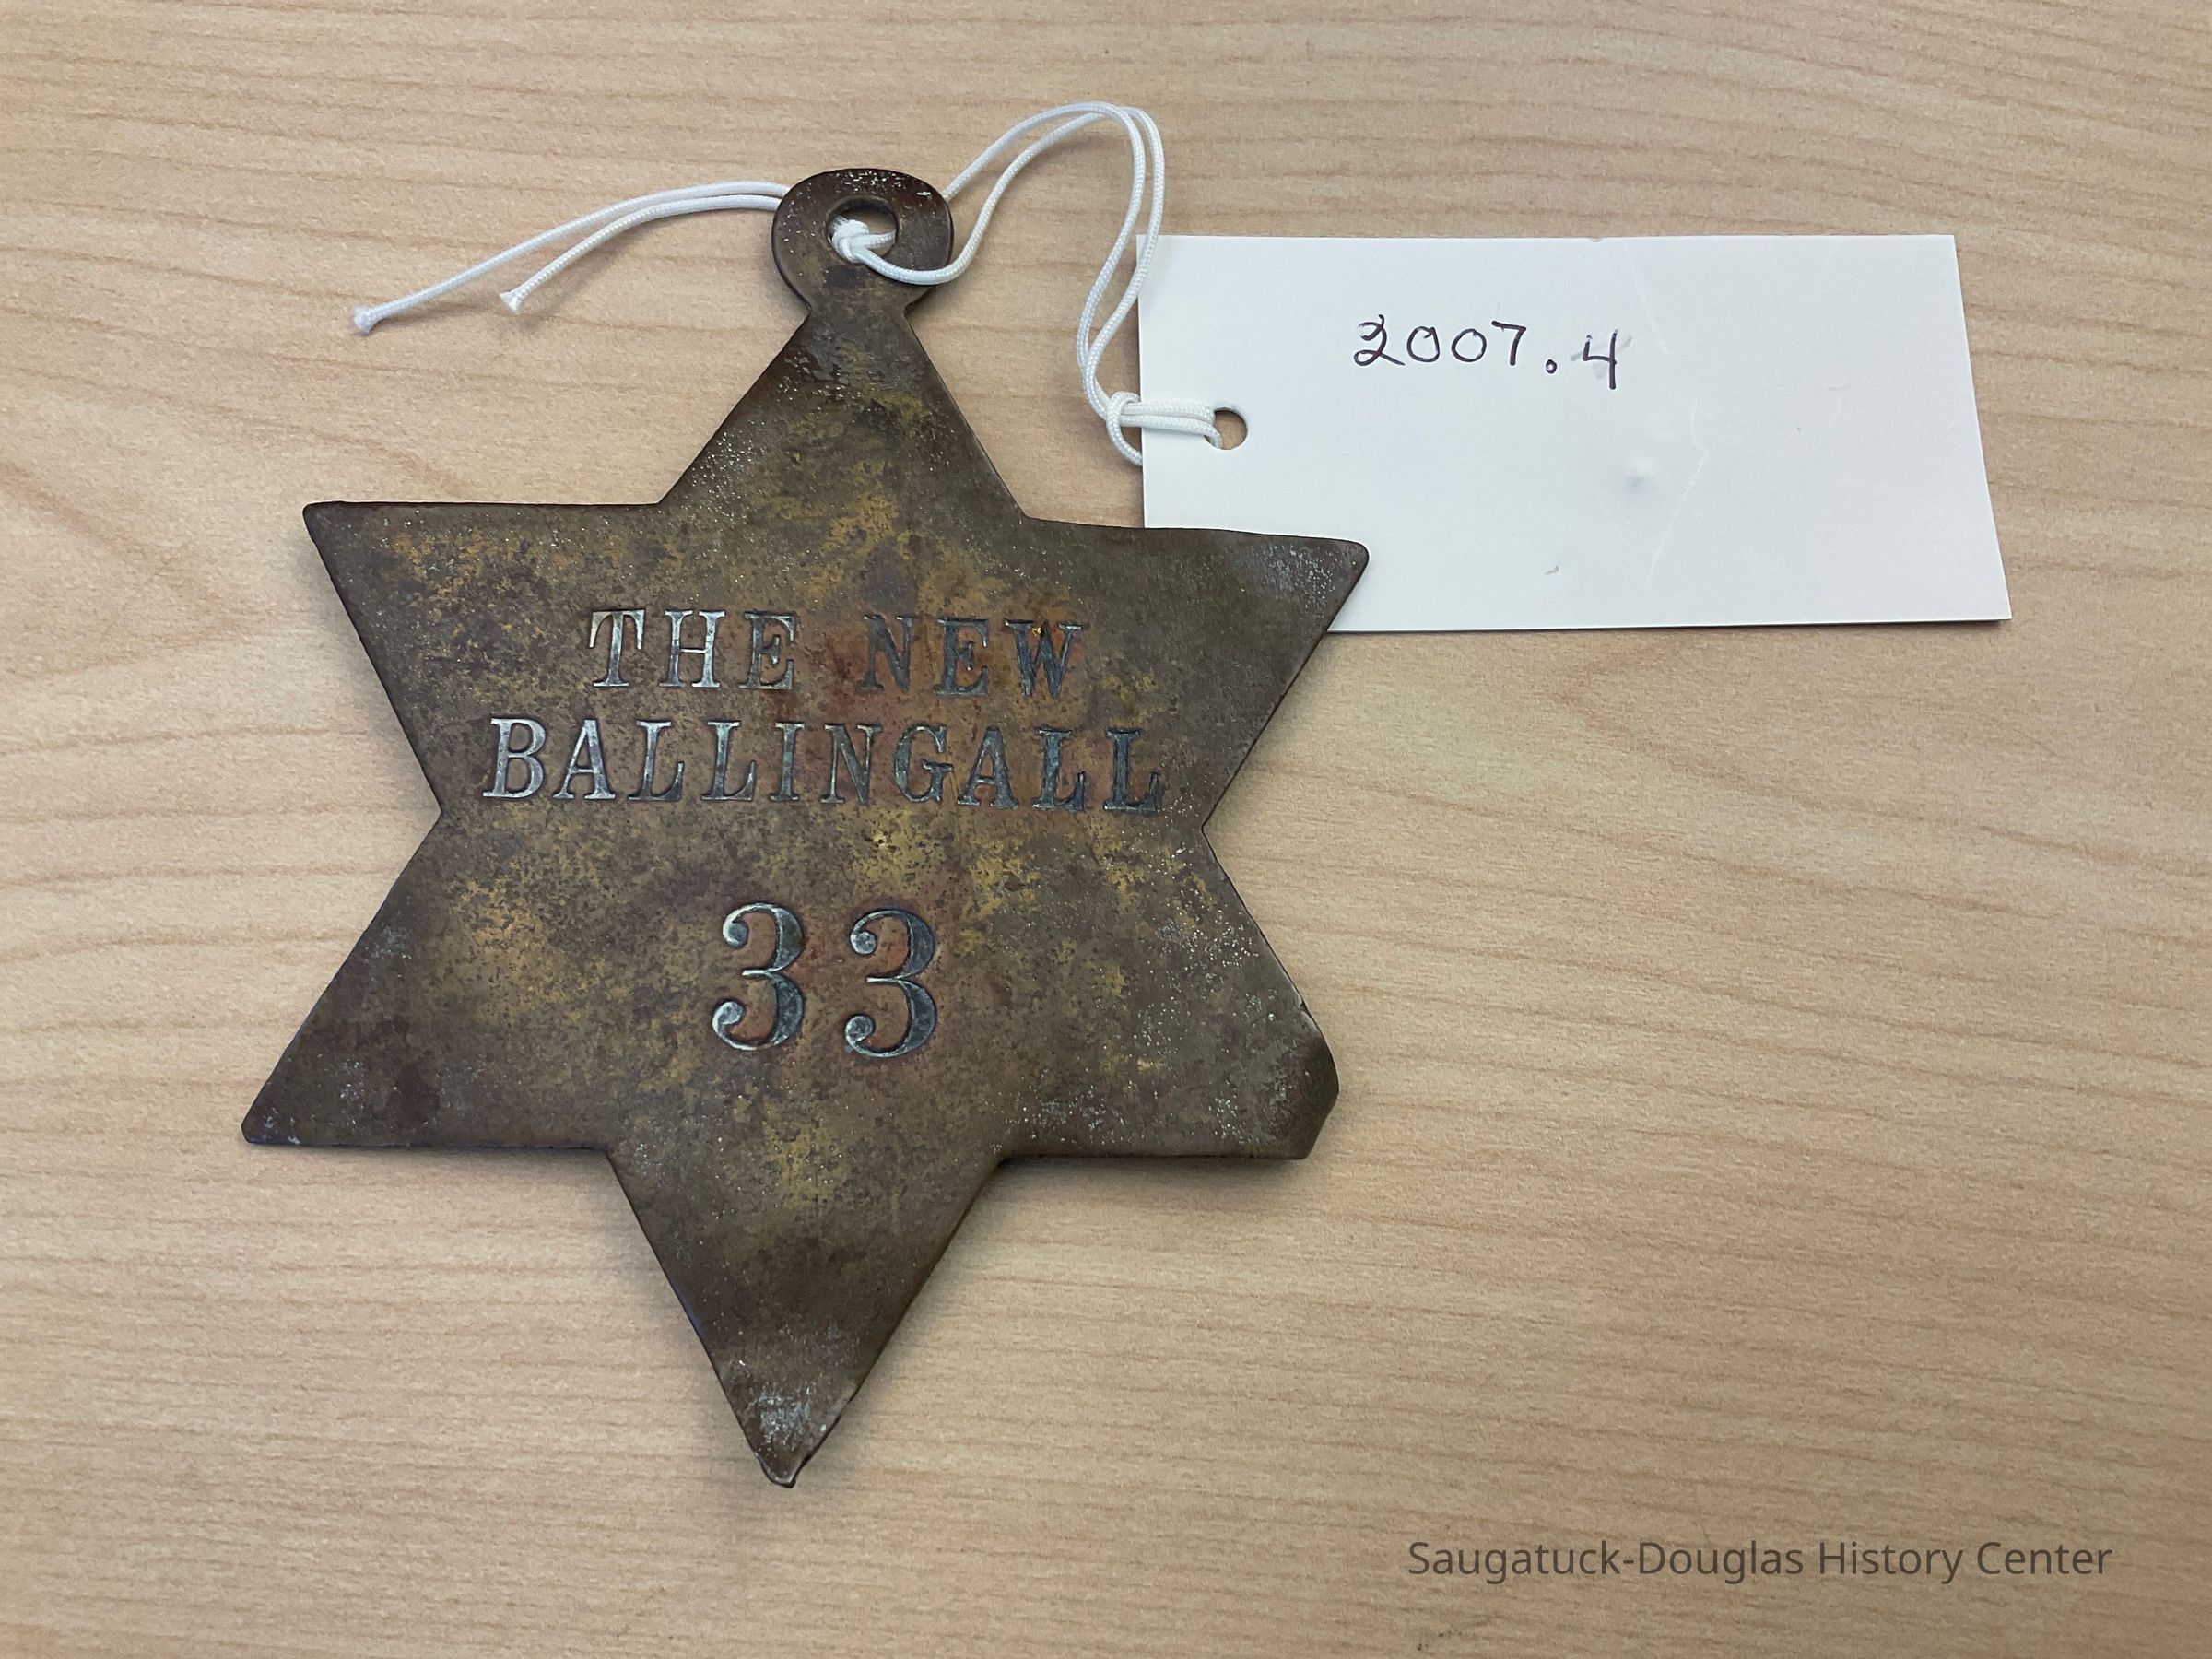 2007.4
THE NEW
BALLINGALL
33
Saugatuck-Douglas History Center